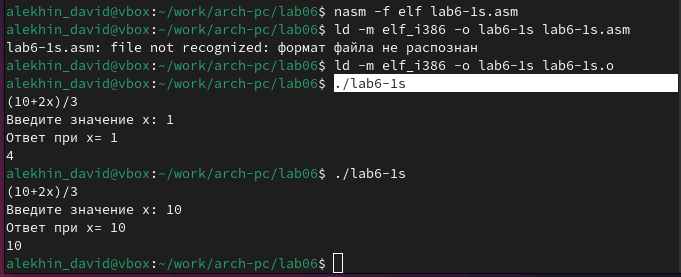 alekhin_david@vbox:~/work/arch-pc/lab06$ nasm -f elf lab6-1s.asm
alekhin_david@vbox:~/work/arch-pc/lab06$ ld -m elf_i386 -o lab6-1s lab6-1s.asm
lab6-1s.asm: file not recognized: формат файла не распознан
alekhin_david@vbox:~/work/arch-pc/lab06$ ld -m elf_i386 -o lab6-1s lab6-1s.o
alekhin_david@vbox:~/work/arch-pc/lab06$ ./lab6-1s
(10+2x)/3
Введите значение x: 1
Ответ при x= 1
4
alekhin_david@vbox:~/work/arch-pc/lab06$ ./lab6-1s
(10+2x)/3
Введите значение x: 10
Ответ при x= 10
10
alekhin_david@vbox:~/work/arch-pc/lab06$